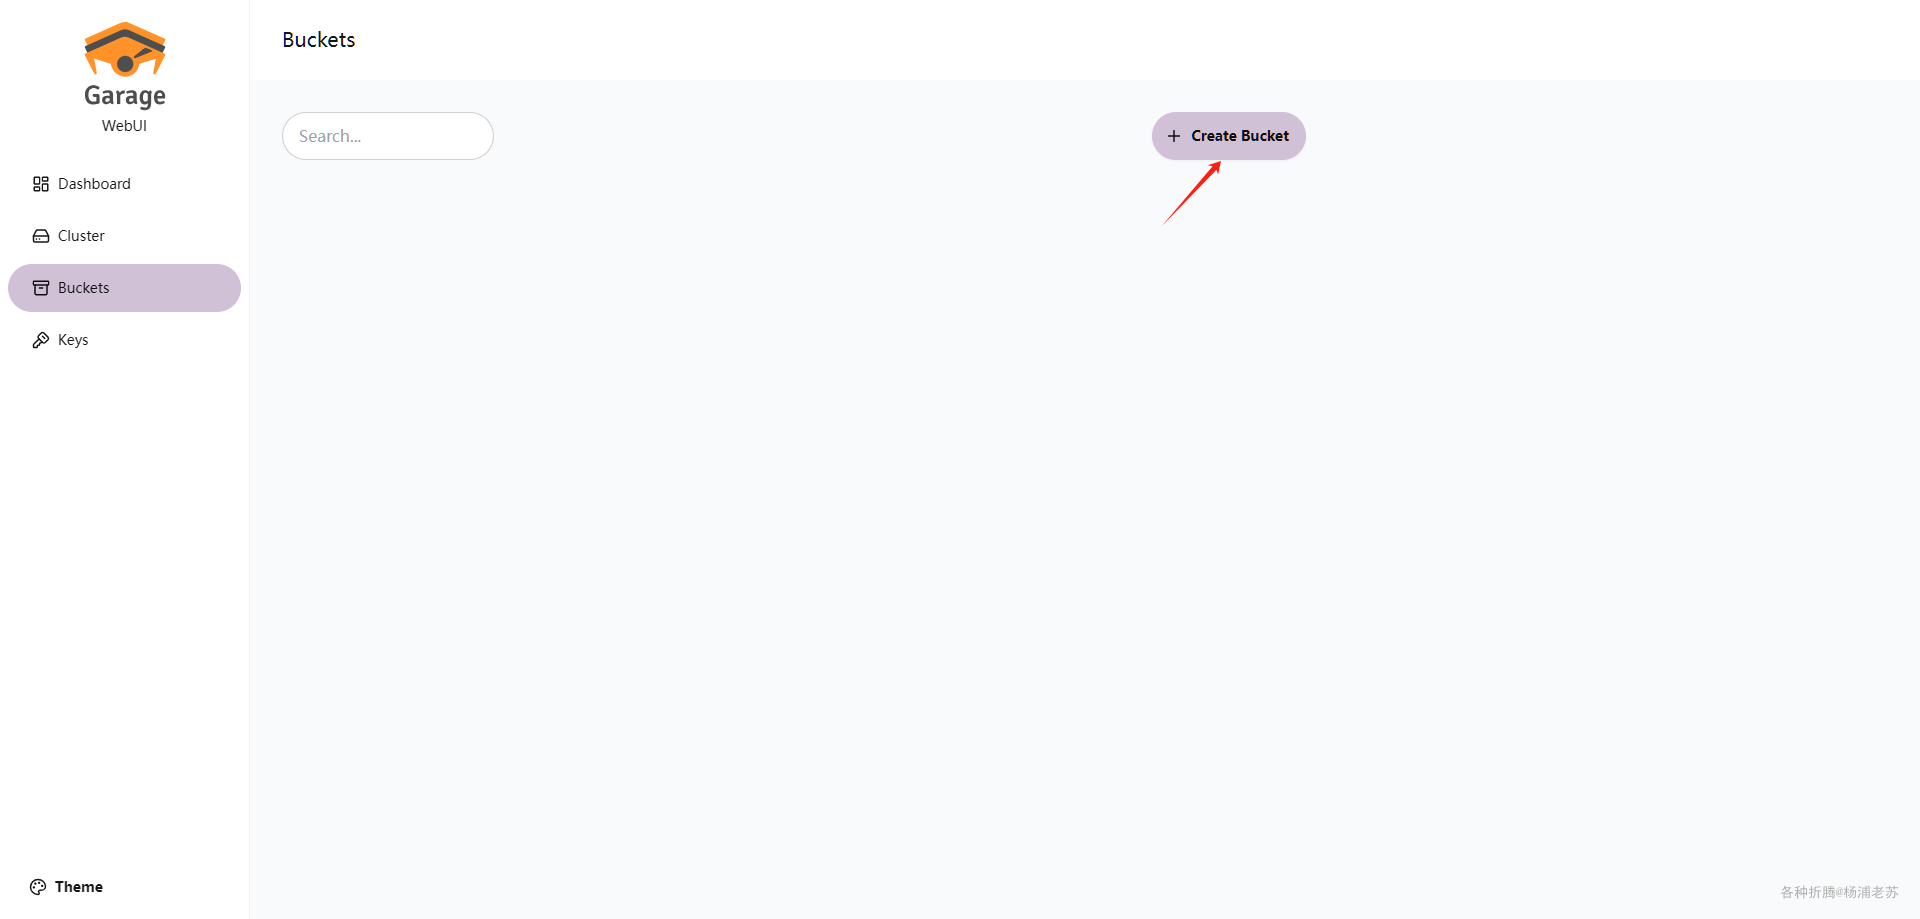 Garage
WebUI
Dashboard
Cluster
Buckets
Keys
Theme
Buckets
Search...
Create Bucket
各种折腾@杨浦老苏